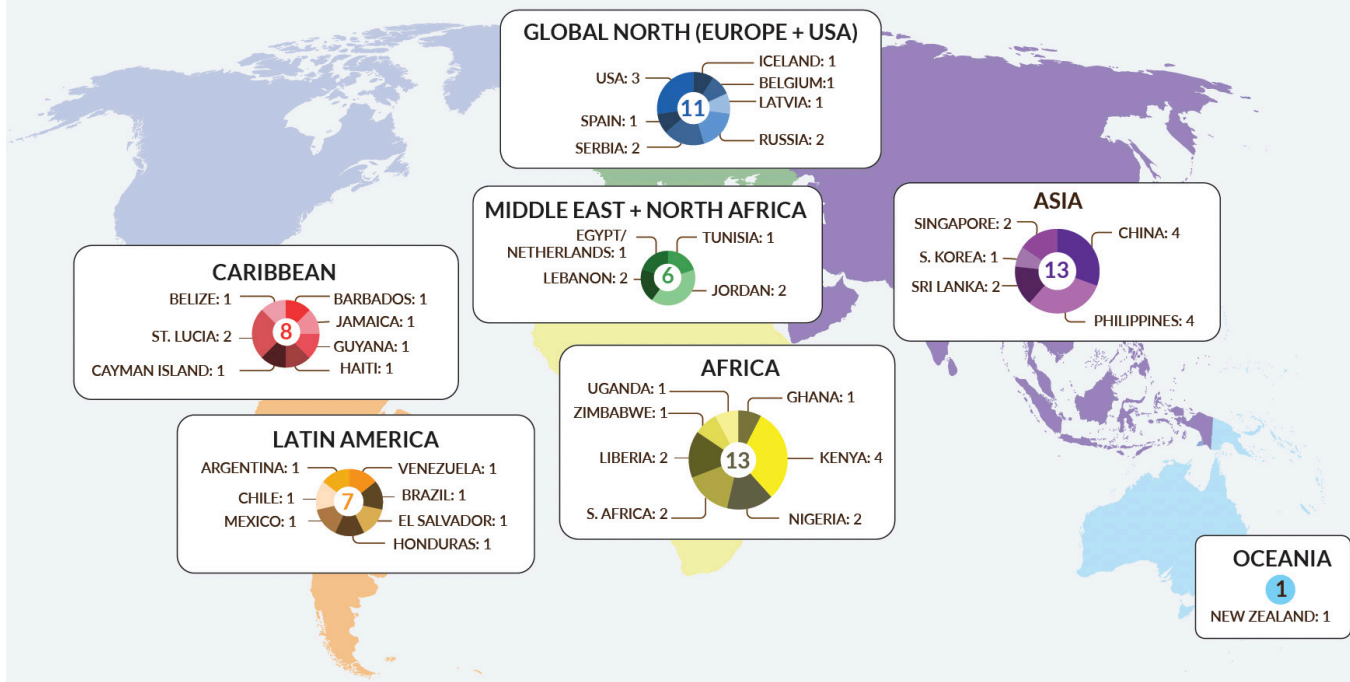 GLOBAL NORTH (EUROPE + USA)
ICELAND: 1
USA: 3
BELGIUM:1
LATVIA: 1
11
SPAIN: 1
RUSSIA: 2
SERBIA: 2
MIDDLE EAST + NORTH AFRICA
EGYPT/
NETHERLANDS: 1
TUNISIA: 1
LEBANON: 2
6
JORDAN: 2
ASIA
SINGAPORE: 2
CHINA: 4
S. KOREA: 1
13
SRI LANKA: 2
PHILIPPINES: 4
CARIBBEAN
BELIZE: 1
BARBADOS: 1
JAMAICA: 1
ST. LUCIA: 2
8
GUYANA: 1
CAYMAN ISLAND: 1
HAITI: 1
AFRICA
UGANDA: 1
GHANA: 1
ZIMBABWE: 1
LIBERIA: 2
13
KENYA: 4
S. AFRICA: 2
NIGERIA: 2
LATIN AMERICA
ARGENTINA: 1
VENEZUELA: 1
CHILE: 1
7
BRAZIL: 1
MEXICO: 1
EL SALVADOR: 1
HONDURAS: 1
OCEANIA
1
NEW ZEALAND: 1